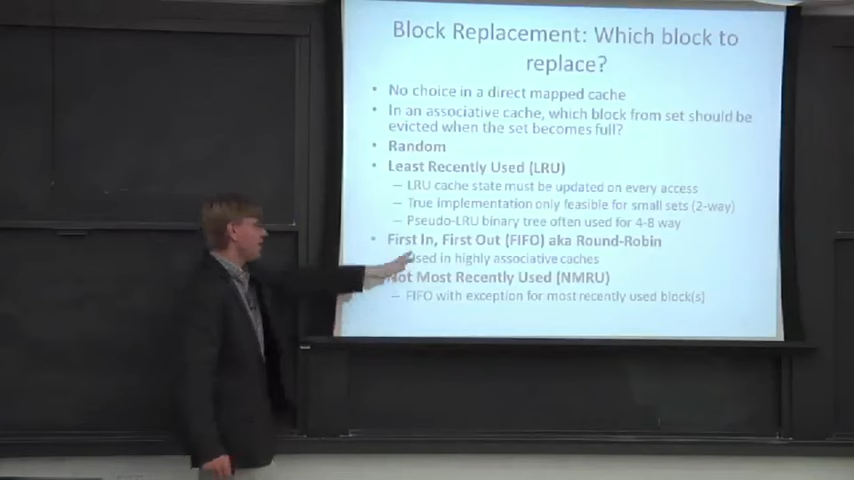 Block Replacement: Which block to
replace?
• No choice in a direct mapped cache
• In an associative cache, which block from set should be
evicted when the set becomes full?
• Random
• Least Recently Used (LRU)
– LRU cache state must be updated on every access
– True implementation only feasible for small sets (2-way)
– Pseudo-LRU binary tree often used for 4-8 way
• First In, First Out (FIFO) aka Round-Robin
in highly associative caches
Not Most Recently Used (NMRU)
– FIFO with exception for most recently used block(s)